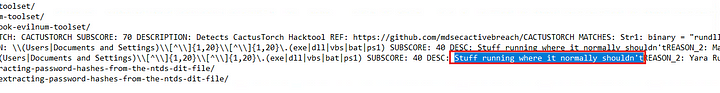 toolset/
m-toolset/
ook-evilnum-toolset/
TCH: CACTUSTORCH SUBSCORE: 70 DESCRIPTION: Detects CactusTorch Hacktool REF: https://github.com/mdsecactivebreach/CACTUSTORCH MATCHES: Str1: binary = "rundll
N: \\(Users|Documents and Settings)\\[^\\]{1,20}\\[^\\]{1,20}\.(exe|dll|vbs|bat|ps1) SUBSCORE: 40 DESC: Stuff running where it normally shouldn'tREASON_2: Ma
(Users|Documents and Settings)\\[^\\]{1,20}\\[^\\]{1,20}\.(exe|dll|vbs|bat|ps1) SUBSCORE: 40 DESC: Stuff running where it normally shouldn'tREASON_2: Yara Ru
racting-password-hashes-from-the-ntds-dit-file/
extracting-password-hashes-from-the-ntds-dit-file/